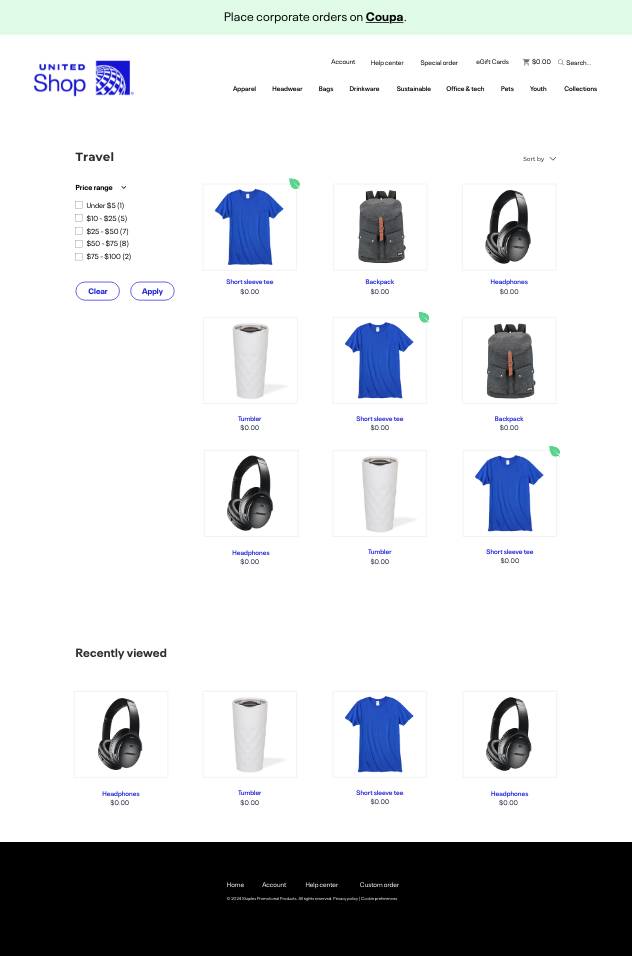 Place corporate orders on Coupa.
UNITED
Shop
Account Help center Special order eGift Cards $0.00 Search...
Apparel Headwear Bags Drinkware Sustainable Office & tech Pets Youth Collections
Travel
Sort by
Price range
Under $5 (1)
$10 - $25 (5)
$25 - $50 (7)
$50 - $75 (8)
$75 - $100 (2)
Clear Apply
Short sleeve tee Backpack Headphones
$0.00 $0.00 $0.00
Tumbler Short sleeve tee Backpack
$0.00 $0.00 $0.00
Headphones Tumbler Short sleeve tee
$0.00 $0.00 $0.00
Recently viewed
Headphones Tumbler Short sleeve tee Headphones
$0.00 $0.00 $0.00 $0.00
Home Account Help center Custom order
© 2024 Staples Promotional Products. All rights reserved. Privacy policy | Cookie preferences